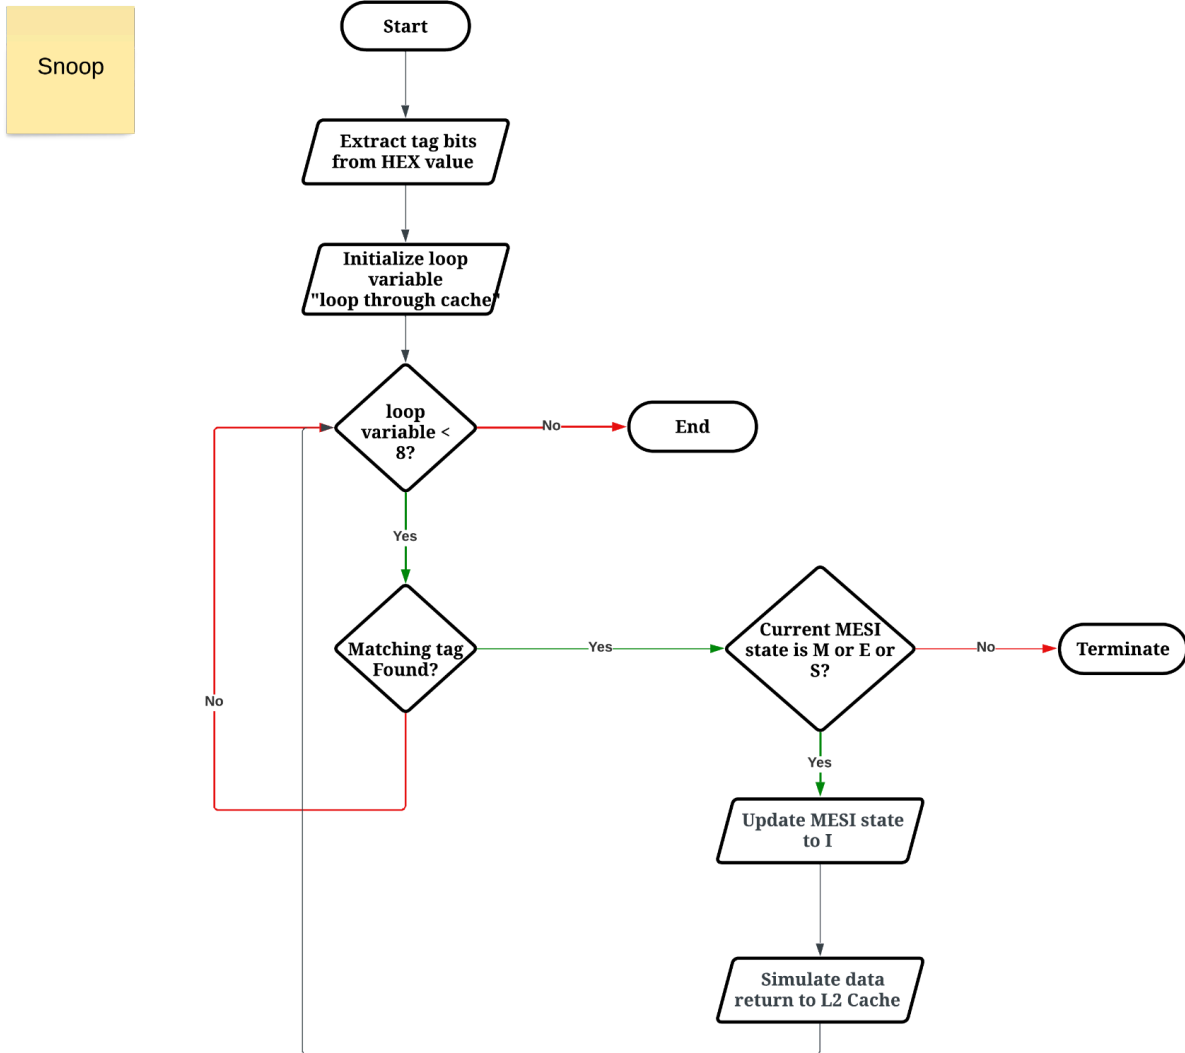 Snoop
Start
Extract tag bits
from HEX value
Initialize loop
variable
"loop through cache"
loop
variable <
8?
No
End
Yes
Matching tag
Found?
Yes
Current MESI
state is M or E or
S?
No
Terminate
No
Yes
Update MESI state
to I
Simulate data
return to L2 Cache